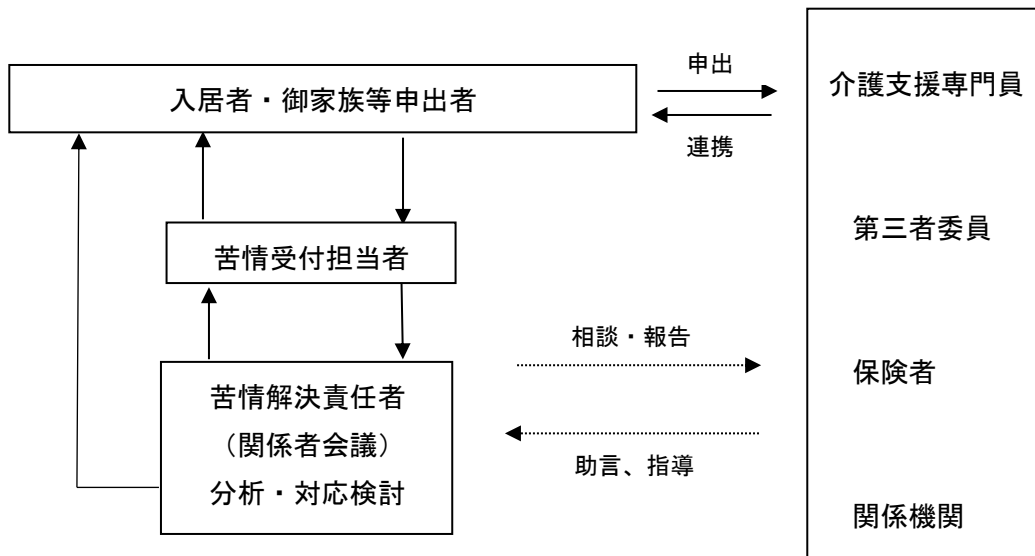 申出
入居者・御家族等申出者
連携
介護支援専門員
第三者委員
苦情受付担当者
相談・報告
保険者
苦情解決責任者
（関係者会議）
分析・対応検討
助言、指導
関係機関